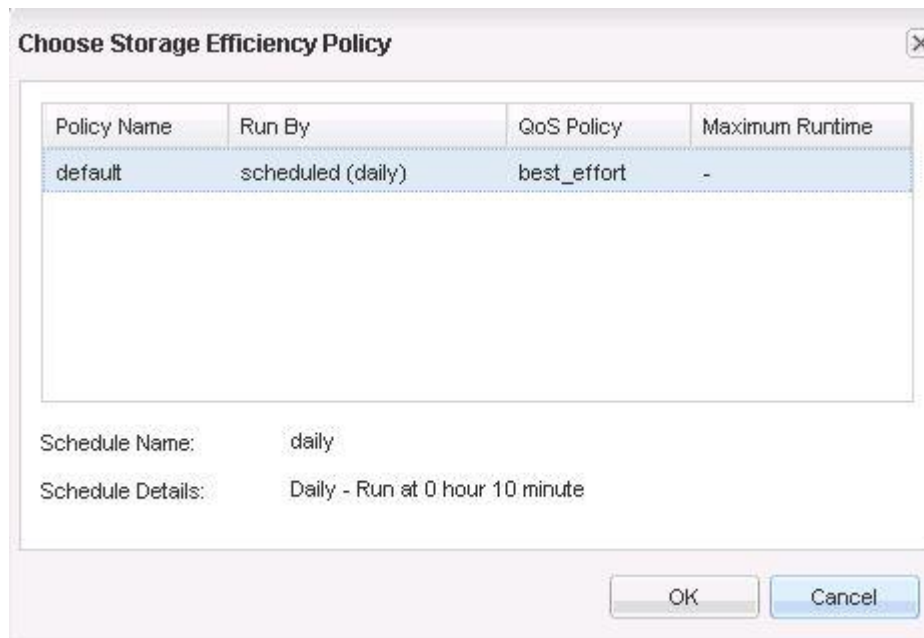 Choose Storage Efficiency Policy
Policy Name Run By QoS Policy Maximum Runtime
default scheduled (daily) best_effort -
Schedule Name: daily
Schedule Details: Daily - Run at 0 hour 10 minute
OK Cancel